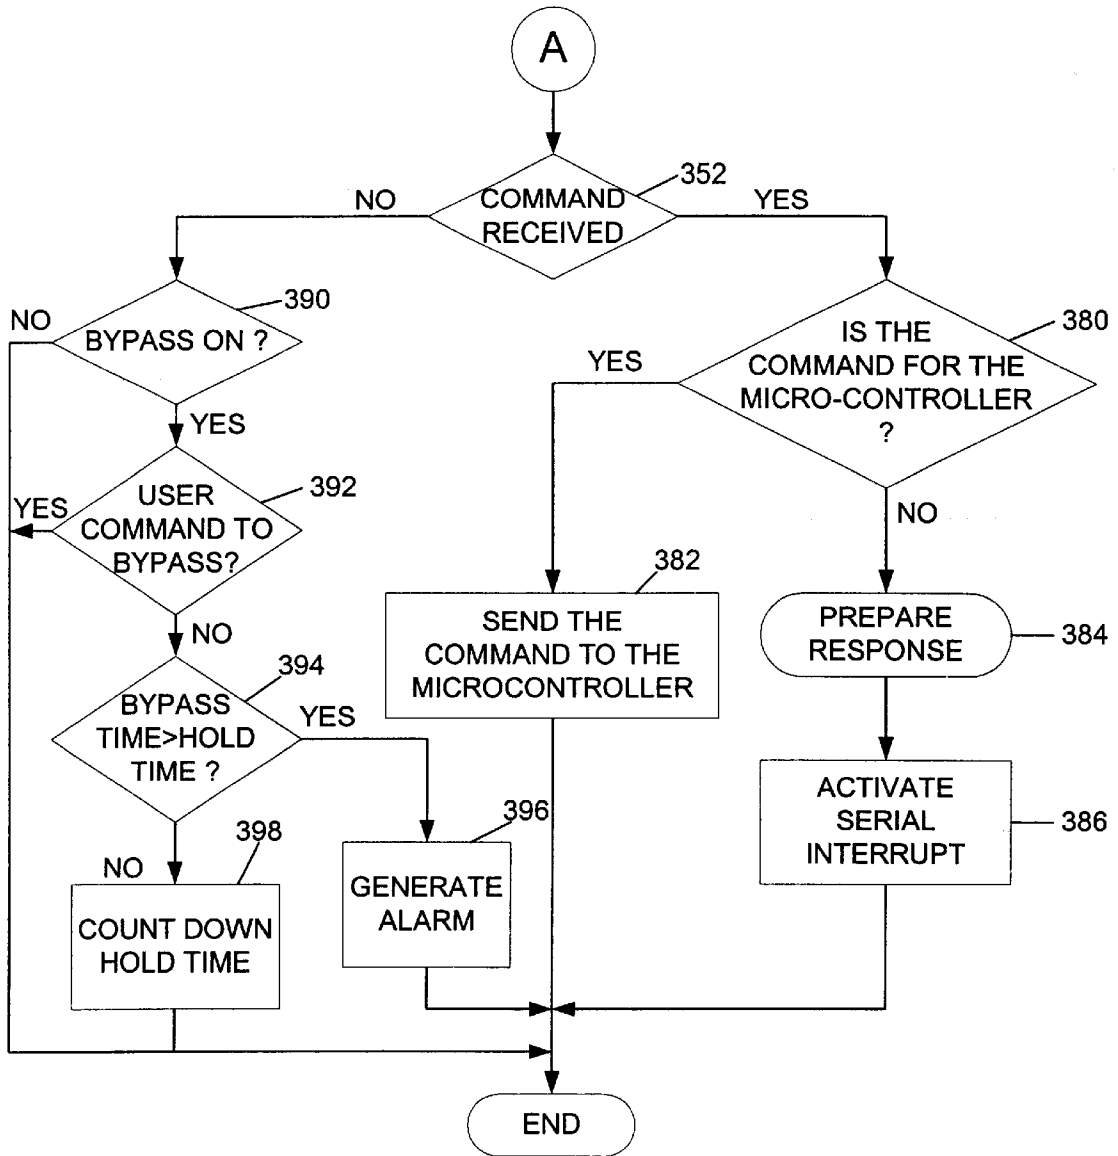 A
COMMAND
RECEIVED
352
NO
YES
BYPASS ON ?
390
NO
YES
IS THE
COMMAND FOR THE
MICRO-CONTROLLER
?
380
YES
NO
USER
COMMAND TO
BYPASS?
392
YES
NO
SEND THE
COMMAND TO THE
MICROCONTROLLER
382
PREPARE
RESPONSE
384
BYPASS
TIME>HOLD
TIME ?
394
YES
NO
ACTIVATE
SERIAL
INTERRUPT
386
GENERATE
ALARM
396
COUNT DOWN
HOLD TIME
398
END